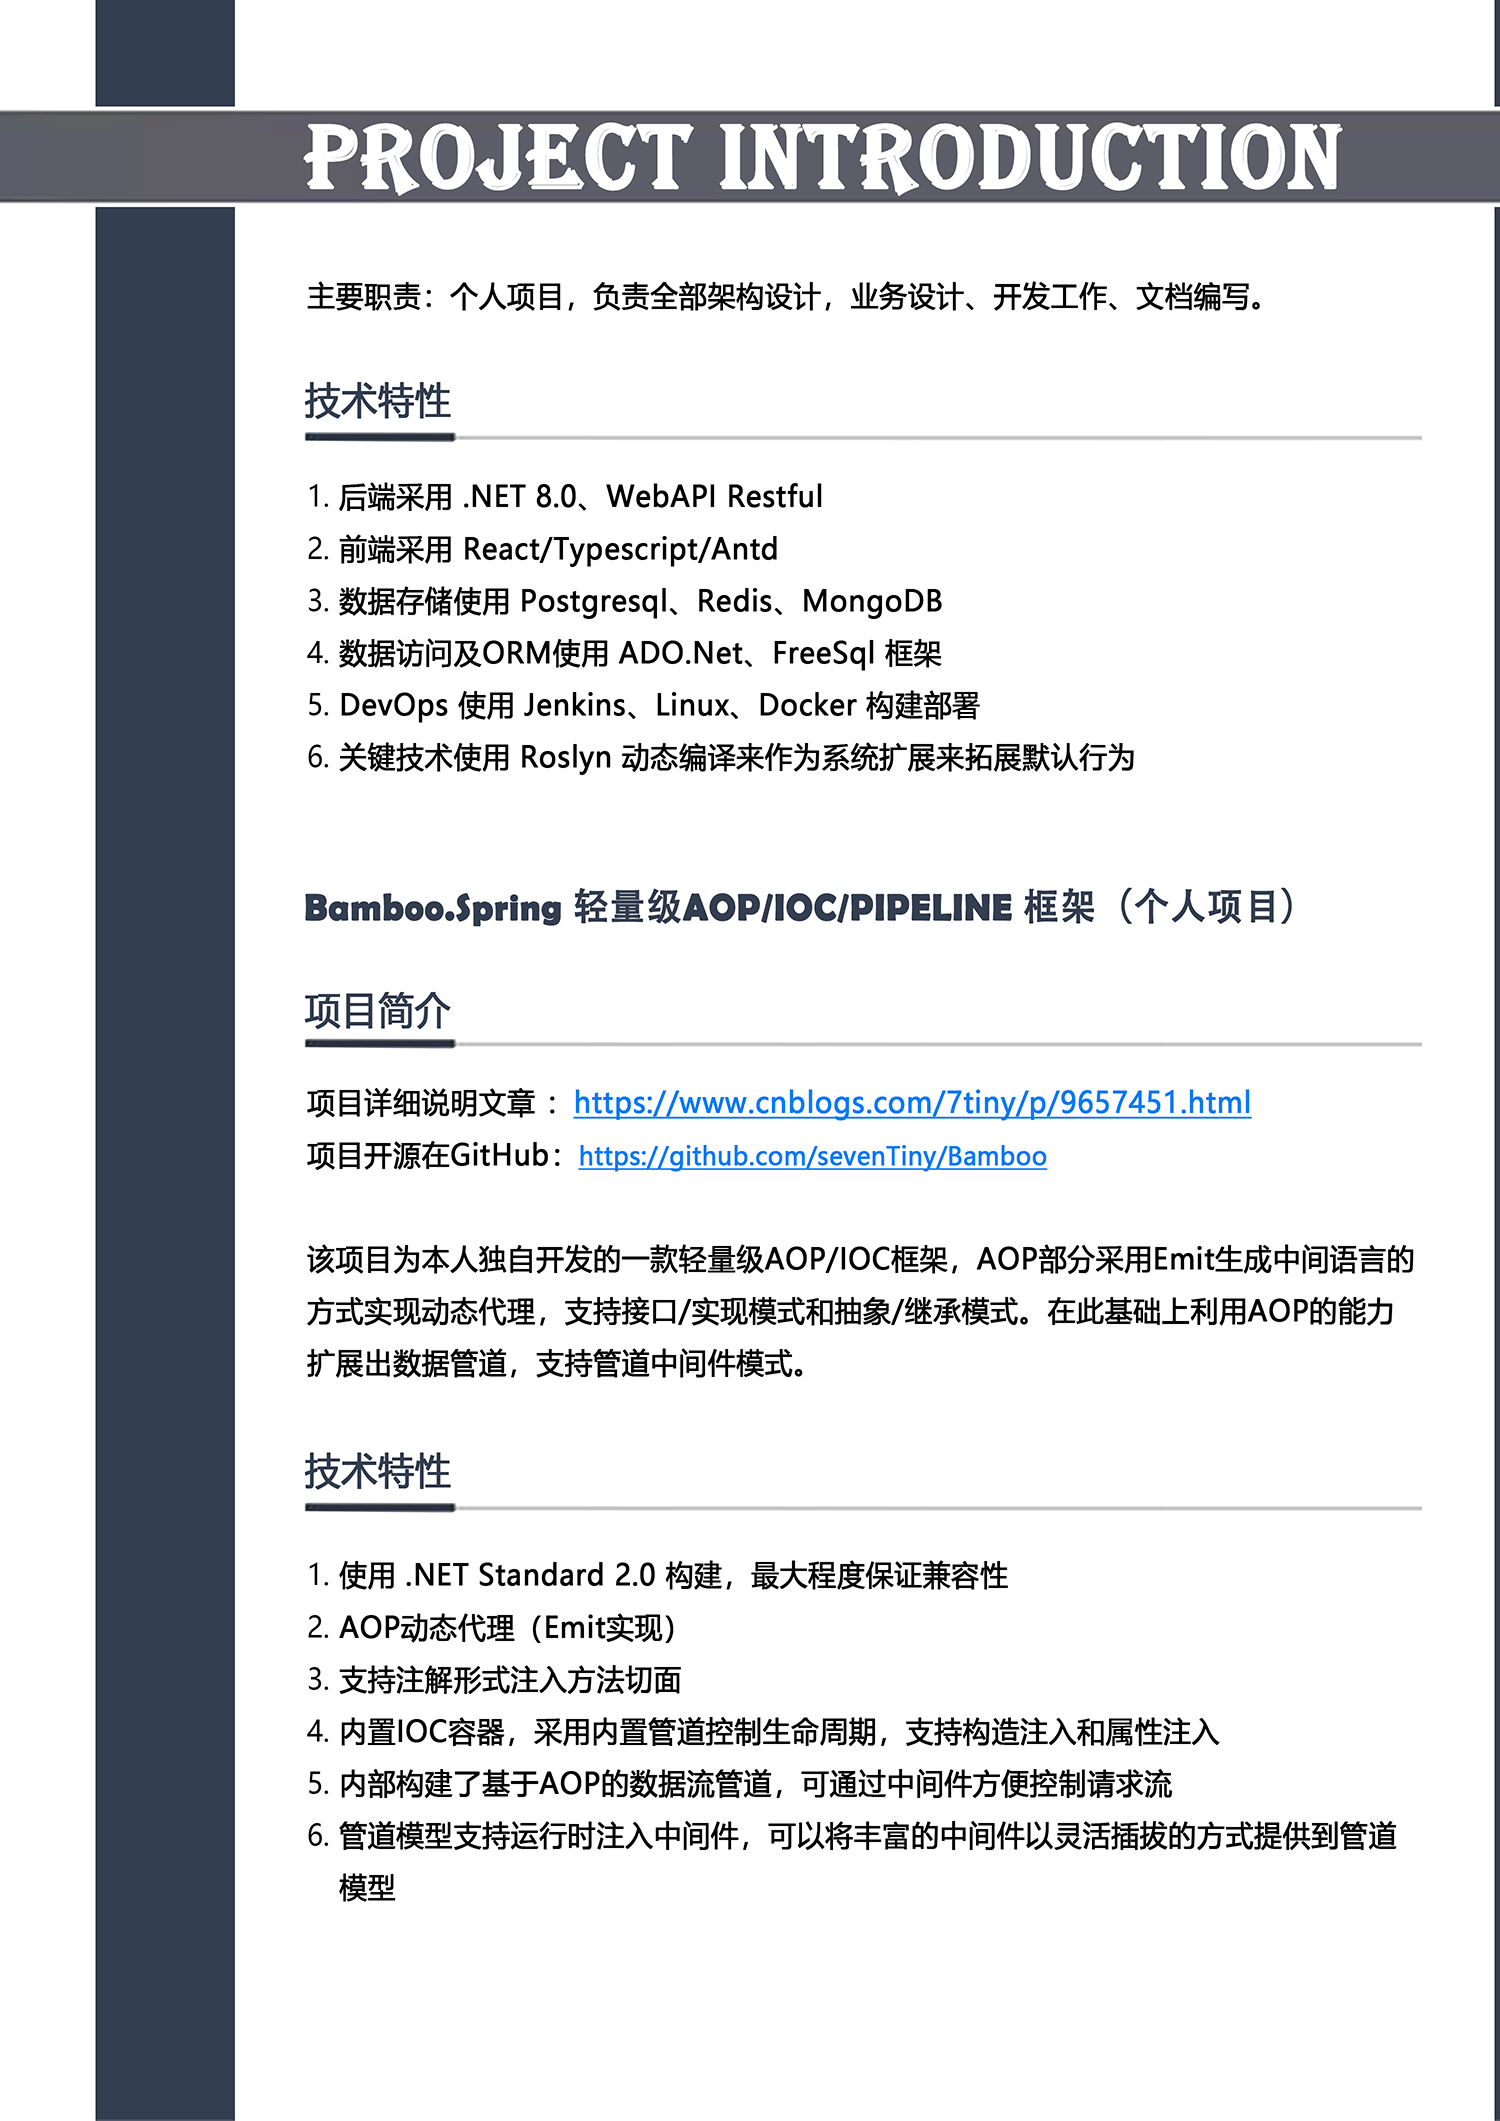 PROJECT INTRODUCTION
主要职责：个人项目，负责全部架构设计，业务设计、开发工作、文档编写。
技术特性
1. 后端采用 .NET 8.0、WebAPI Restful
2. 前端采用 React/Typescript/Antd
3. 数据存储使用 Postgresql、Redis、MongoDB
4. 数据访问及ORM使用 ADO.Net、FreeSql 框架
5. DevOps 使用 Jenkins、Linux、Docker 构建部署
6. 关键技术使用 Roslyn 动态编译来作为系统扩展来拓展默认行为
Bamboo.Spring 轻量级AOP/IOC/PIPELINE 框架（个人项目）
项目简介
项目详细说明文章 ：https://www.cnblogs.com/7tiny/p/9657451.html
项目开源在GitHub：https://github.com/sevenTiny/Bamboo
该项目为本人独自开发的一款轻量级AOP/IOC框架，AOP部分采用Emit生成中间语言的
方式实现动态代理，支持接口/实现模式和抽象/继承模式。在此基础上利用AOP的能力
扩展出数据管道，支持管道中间件模式。
技术特性
1. 使用 .NET Standard 2.0 构建，最大程度保证兼容性
2. AOP动态代理（Emit实现）
3. 支持注解形式注入方法切面
4. 内置IOC容器，采用内置管道控制生命周期，支持构造注入和属性注入
5. 内部构建了基于AOP的数据流管道，可通过中间件方便控制请求流
6. 管道模型支持运行时注入中间件，可以将丰富的中间件以灵活插拔的方式提供到管道
模型